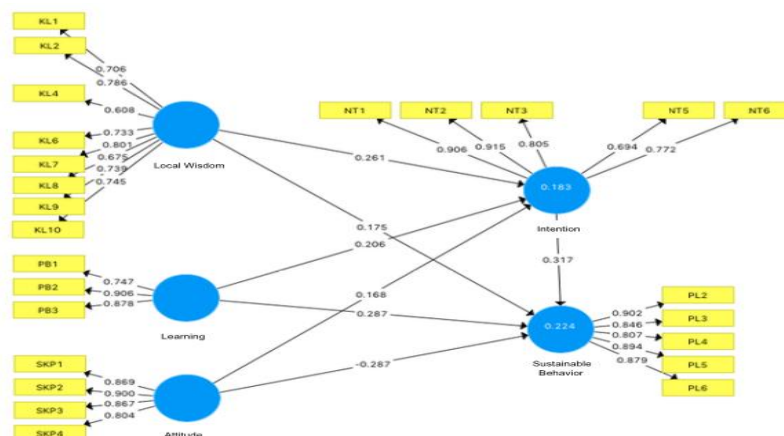 KL1
KL2
KL4
KL6
KL7
KL8
KL9
KL10
0.706
0.786
0.608
0.733
0.801
0.675
0.739
0.745
Local Wisdom
PB1
PB2
PB3
0.747
0.906
0.878
Learning
SKP1
SKP2
SKP3
SKP4
0.869
0.900
0.867
0.804
Attitude
0.261
0.175
0.206
0.168
0.287
-0.287
NT1
NT2
NT3
NT5
NT6
0.906
0.915
0.805
0.694
0.772
0.183
Intention
0.317
0.224
Sustainable
Behavior
0.902
0.846
0.807
0.894
0.879
PL2
PL3
PL4
PL5
PL6